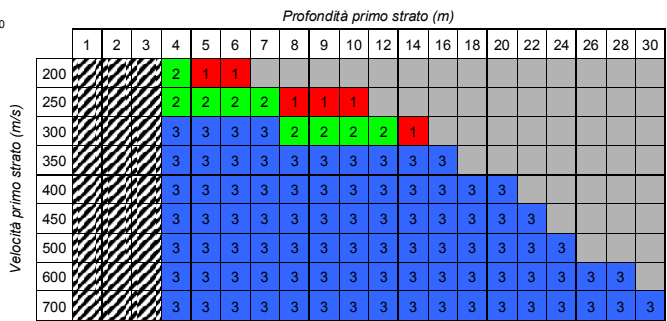 Profondità primo strato (m)
0
1 2 3 4 5 6 7 8 9 10 12 14 16 18 20 22 24 26 28 30
Velocità primo strato (m/s)
200 2 1 1
250 2 2 2 2 1 1 1
300 3 3 3 3 2 2 2 2 1
350 3 3 3 3 3 3 3 3 3 3
400 3 3 3 3 3 3 3 3 3 3 3 3
450 3 3 3 3 3 3 3 3 3 3 3 3 3
500 3 3 3 3 3 3 3 3 3 3 3 3 3 3
600 3 3 3 3 3 3 3 3 3 3 3 3 3 3 3 3
700 3 3 3 3 3 3 3 3 3 3 3 3 3 3 3 3 3